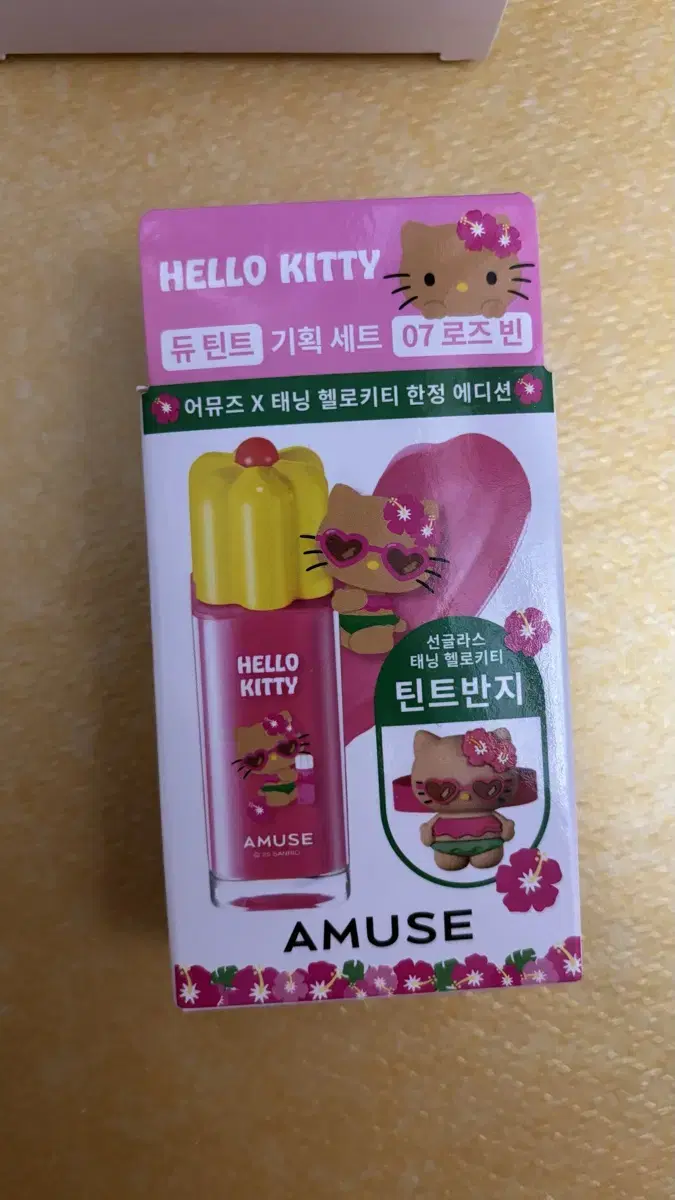 HELLO KITTY
듀 틴트 기획 세트 07 로즈 빈
어뮤즈 X 태닝 헬로키티 한정 에디션
HELLO
KITTY
AMUSE
선글라스
태닝 헬로키티
틴트반지
AMUSE